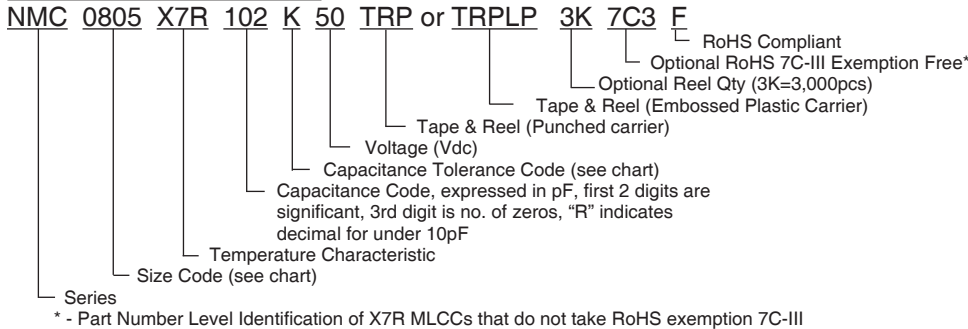 NMC 0805 X7R 102 K 50 TRP or TRPLP 3K 7C3 F
RoHS Compliant
Optional RoHS 7C-III Exemption Free*
Optional Reel Qty (3K=3,000pcs)
Tape & Reel (Embossed Plastic Carrier)
Tape & Reel (Punched carrier)
Voltage (Vdc)
Capacitance Tolerance Code (see chart)
Capacitance Code, expressed in pF, first 2 digits are
significant, 3rd digit is no. of zeros, “R” indicates
decimal for under 10pF
Temperature Characteristic
Size Code (see chart)
Series
* - Part Number Level Identification of X7R MLCCs that do not take RoHS exemption 7C-III